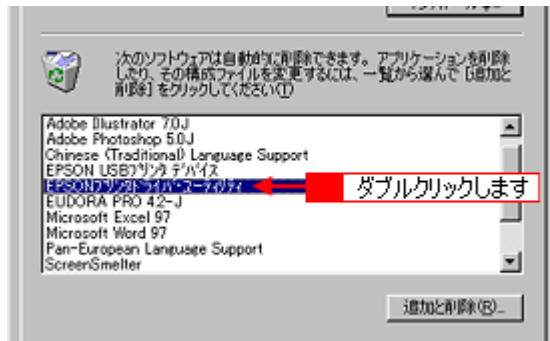 次のソフトウェアは自動的に削除できます。アプリケーションを削除
したり、その構成ファイルを変更するには、一覧から選んで [追加と
削除] をクリックしてください(T)
Adobe Illustrator 7.0J
Adobe Photoshop 5.0J
Chinese (Traditional) Language Support
EPSON USBプリンタ デバイス
EPSONプリンタドライバ・ユーティリティ
ダブルクリックします
EUDORA PRO 4.2-J
Microsoft Excel 97
Microsoft Word 97
Pan-European Language Support
ScreenSmelter
追加と削除(R)...